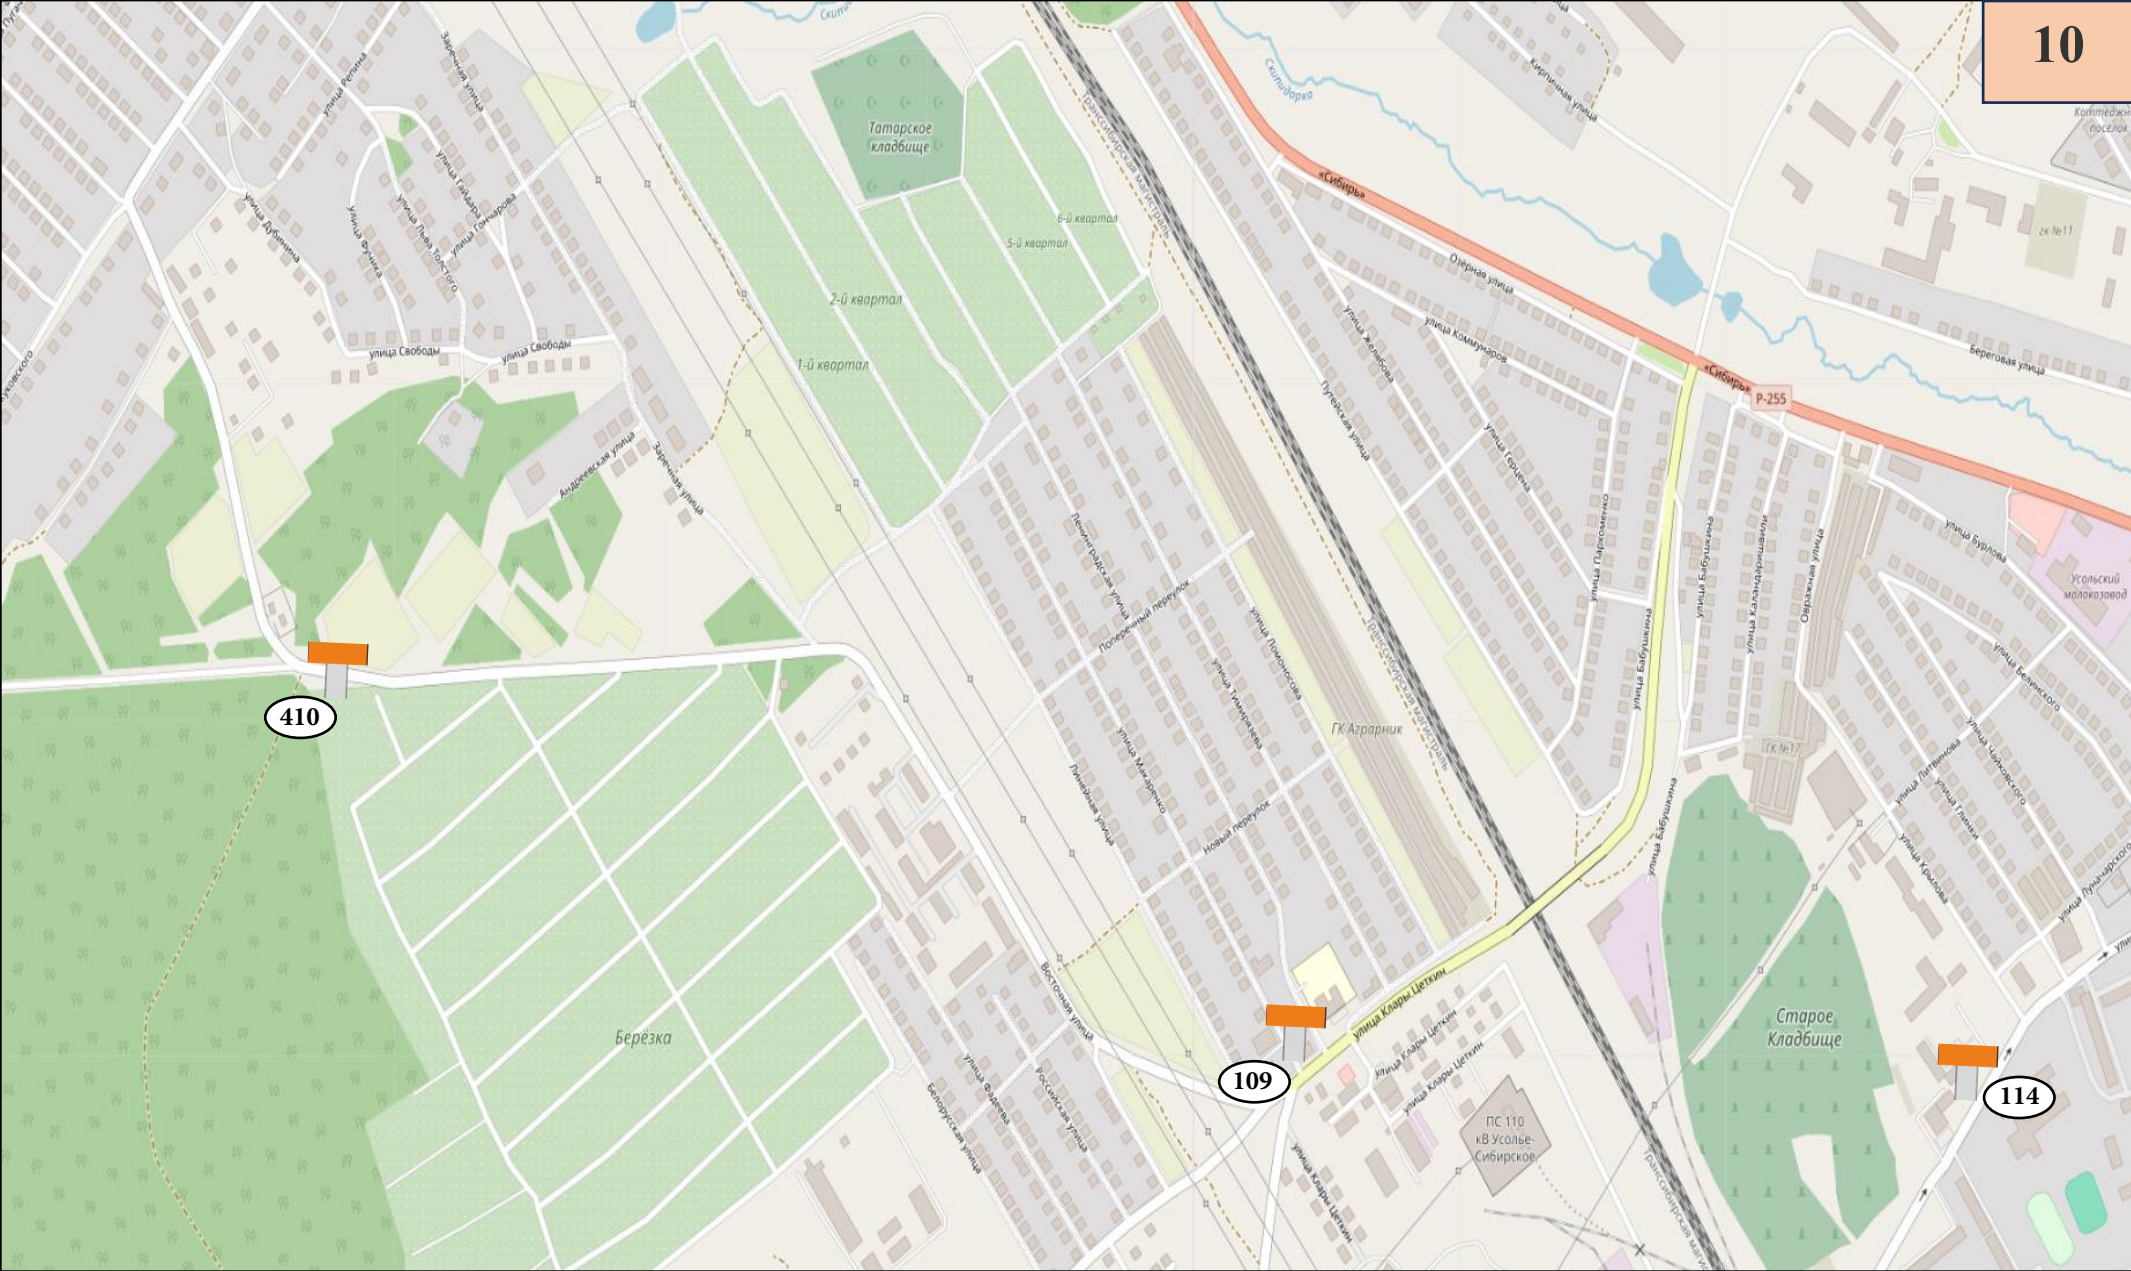 10
Заречная улица
улица Репина
Скипидорка
Кирпичная улица
Татарское
кладбище
Транссибирская магистраль
«Сибирь»
улица Гайдара
улица Гончарова
улица Льва Толстого
улица Фучика
улица Дубинина
6-й квартал
5-й квартал
гк №11
Озёрная улица
2-й квартал
1-й квартал
улица Свободы
улица Свободы
улица Желябова
улица Коммунаров
Береговая улица
«Сибирь»
Р-255
Путейская улица
улица Герцена
Андреевская улица
Заречная улица
Ленинградская улица
Поперечный переулок
улица Пархоменко
улица Бабушкина
улица Каландаришвили
Овражная улица
улица Бурлова
Усольский
молокозавод
улица Ломоносова
улица Тимирязева
Транссибирская магистраль
улица Бабушкина
улица Белинского
410
ГК Аграрник
ГК №17
улица Макаренко
Линейная улица
Новый переулок
улица Бабушкина
улица Литвинова
улица Чайковского
улица Глинки
улица Крылова
улица Луначарского
Восточная улица
Берёзка
улица Клары Цеткин
улица Клары Цеткин
улица Клары Цеткин
Старое
Кладбище
109
114
улица Фадеева
Российская улица
Белорусская улица
ПС 110
кВ Усолье-
Сибирское
улица Клары Цеткин